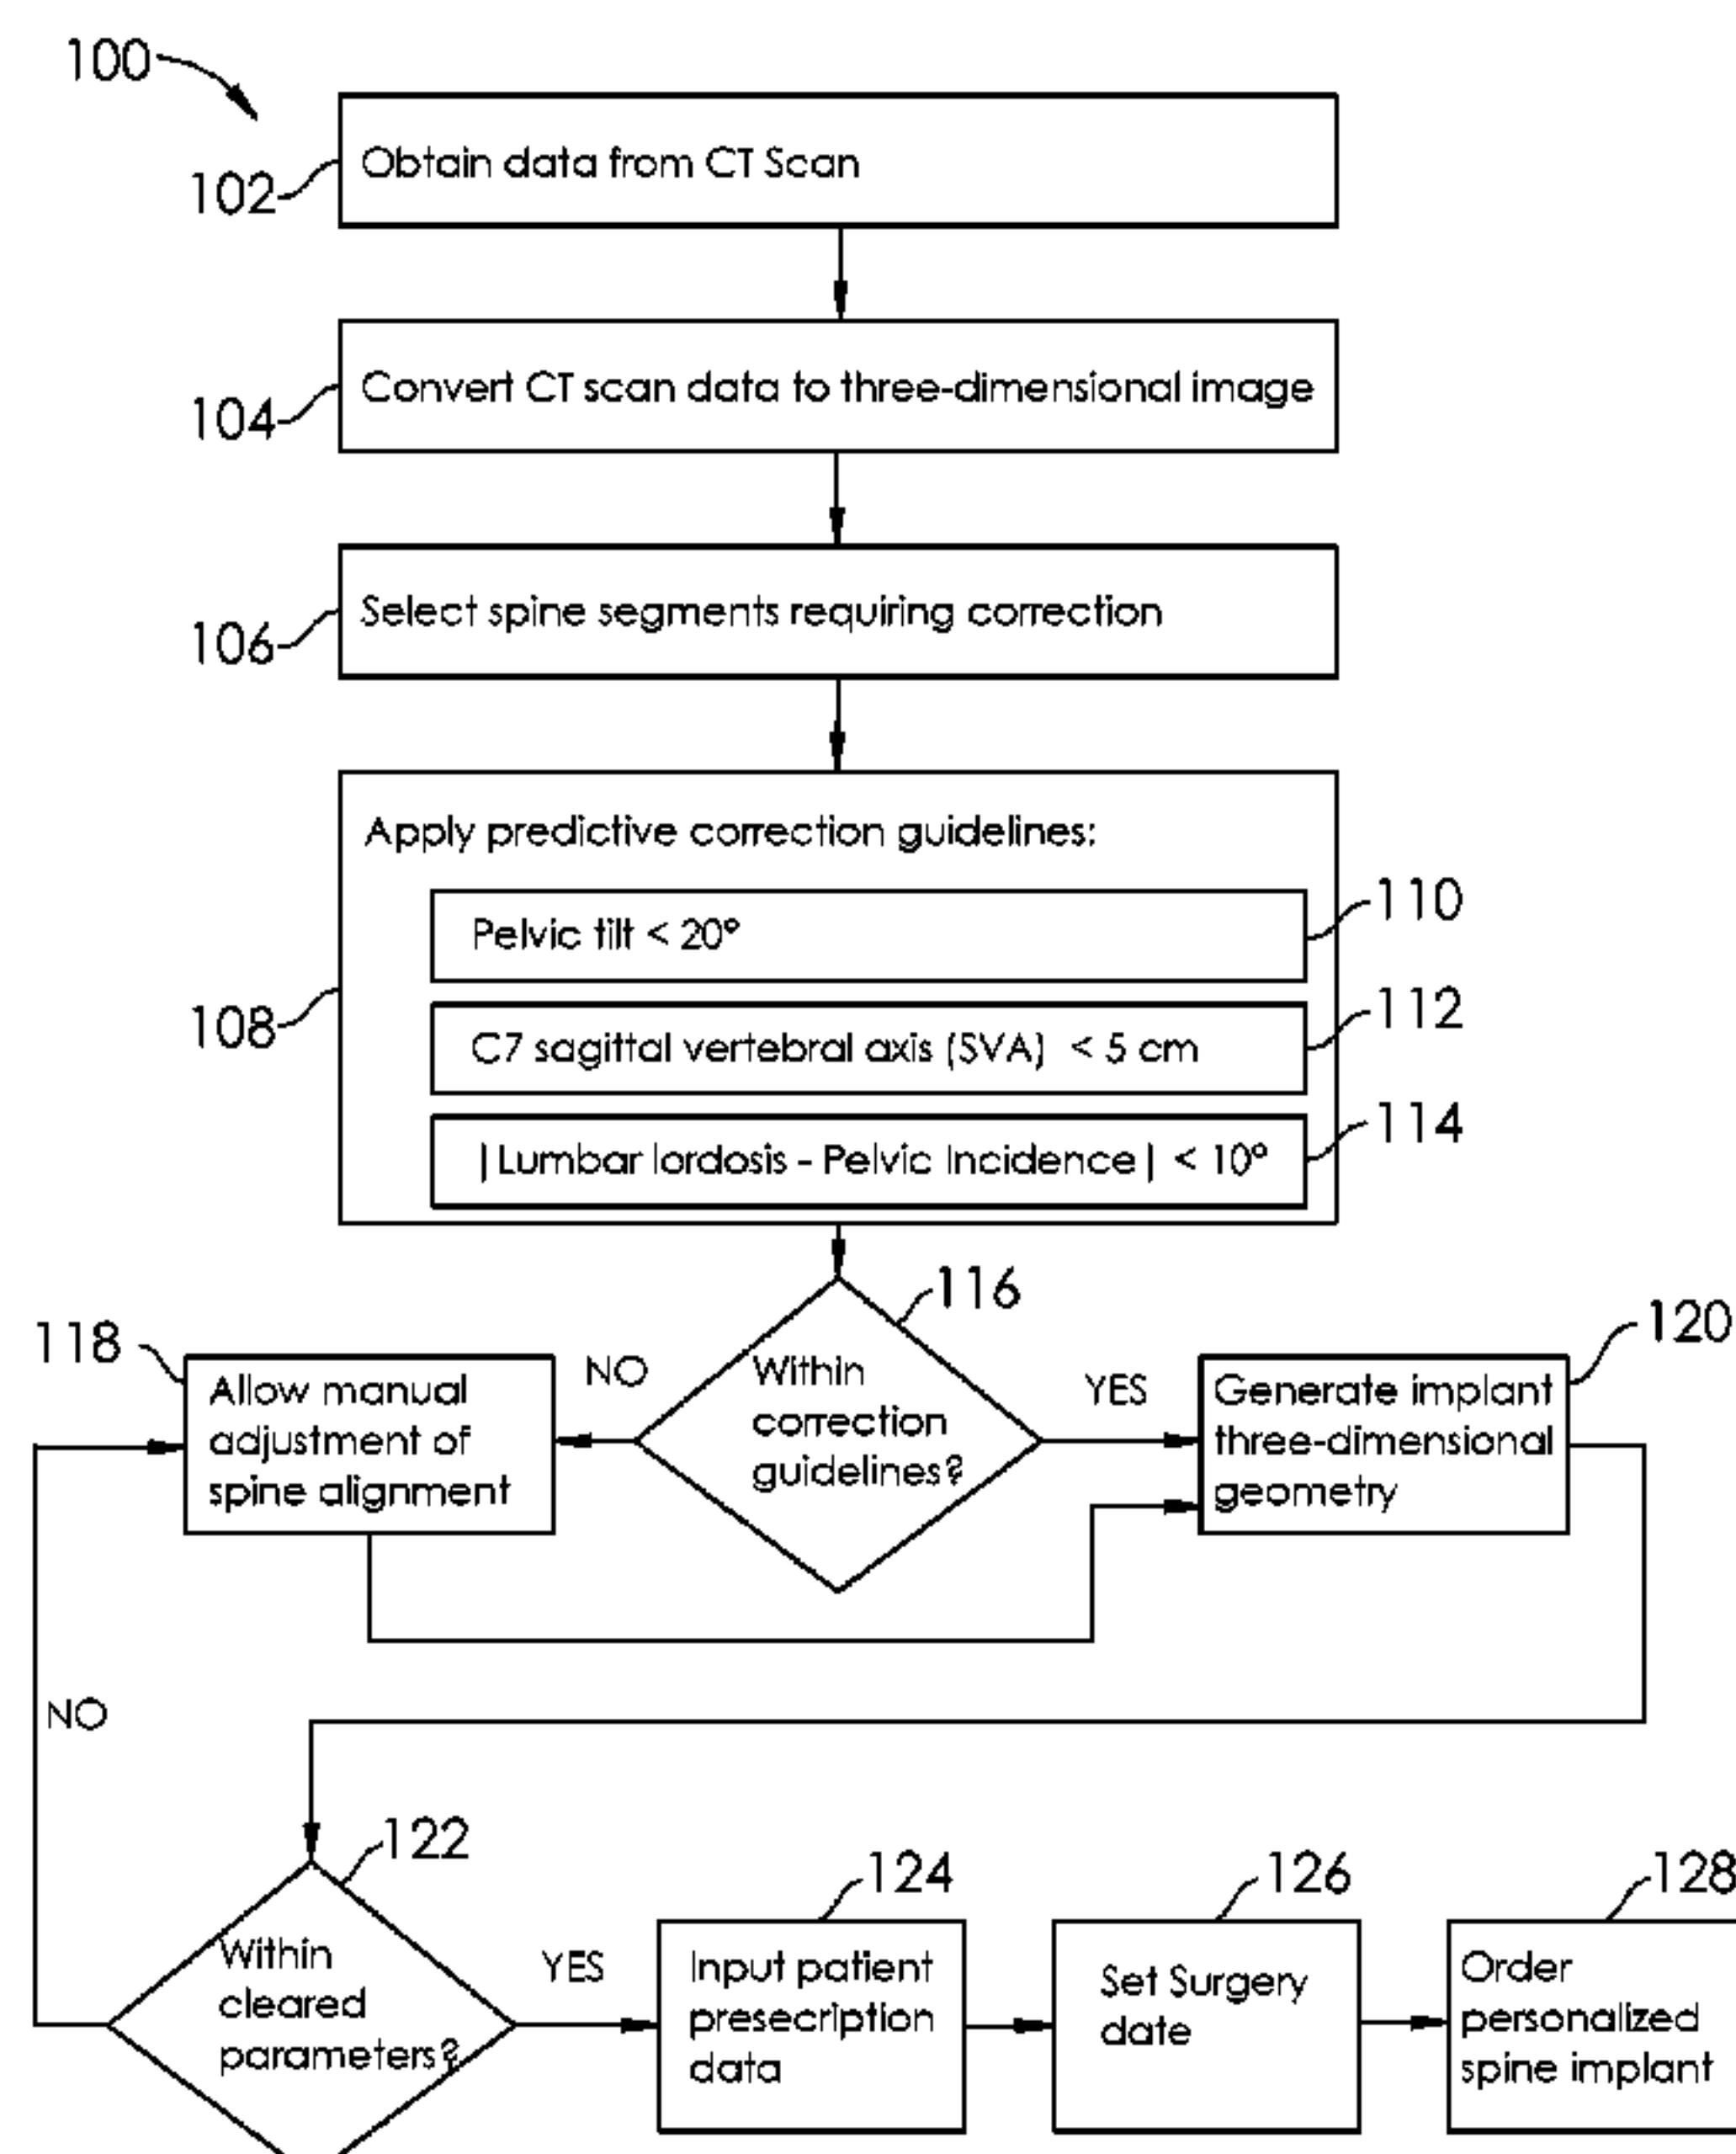 100
102
Obtain data from CT Scan
104
Convert CT scan data to three-dimensional image
106
Select spine segments requiring correction
108
Apply predictive correction guidelines:
Pelvic tilt < 20°
110
C7 sagittal vertebral axis (SVA) < 5 cm
112
|Lumbar lordosis - Pelvic Incidence| < 10°
114
116
Within
correction
guidelines?
NO
YES
118
Allow manual
adjustment of
spine alignment
120
Generate implant
three-dimensional
geometry
NO
122
Within
cleared
parameters?
YES
124
Input patient
presecription
data
126
Set Surgery
date
128
Order
personalized
spine implant